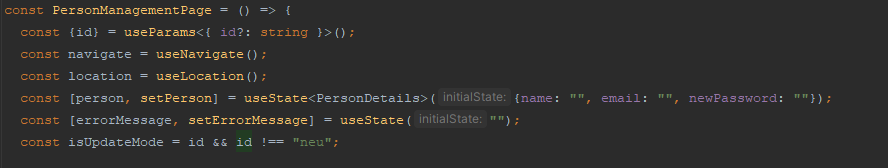 const PersonManagementPage = () => {
const {id} = useParams<{ id?: string }>();
const navigate = useNavigate();
const location = useLocation();
const [person, setPerson] = useState<PersonDetails>( initialState: {name: "", email: "", newPassword: ""});
const [errorMessage, setErrorMessage] = useState( initialState: "");
const isUpdateMode = id && id !== "neu";